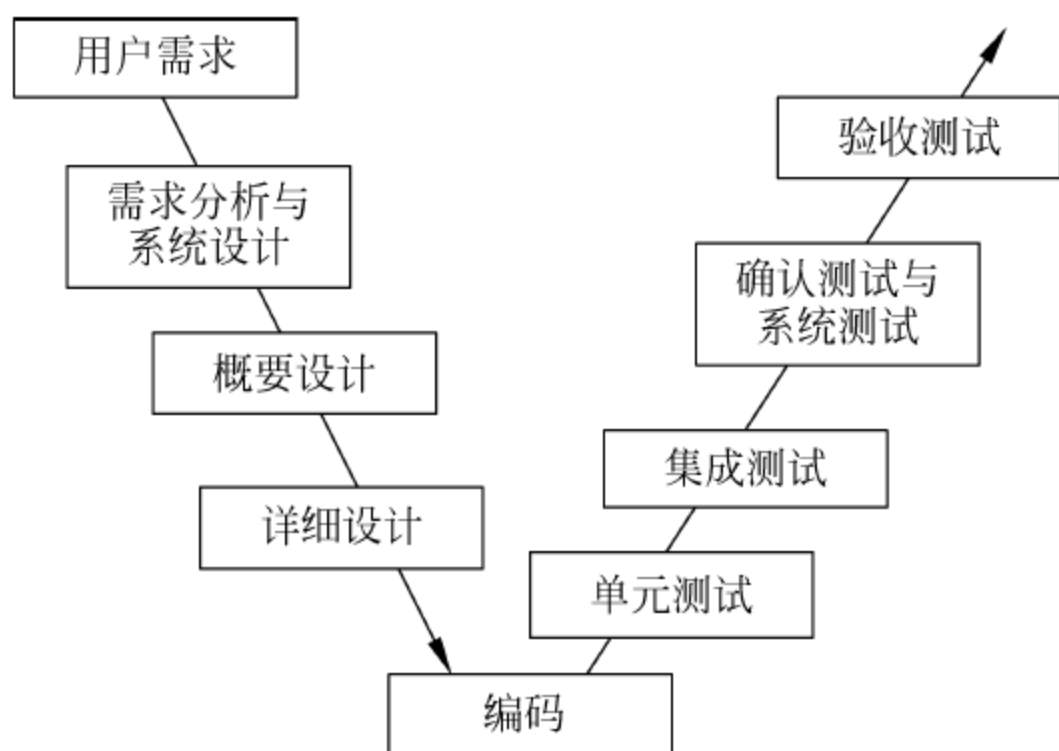 用户需求
需求分析与
系统设计
概要设计
详细设计
编码
单元测试
集成测试
确认测试与
系统测试
验收测试